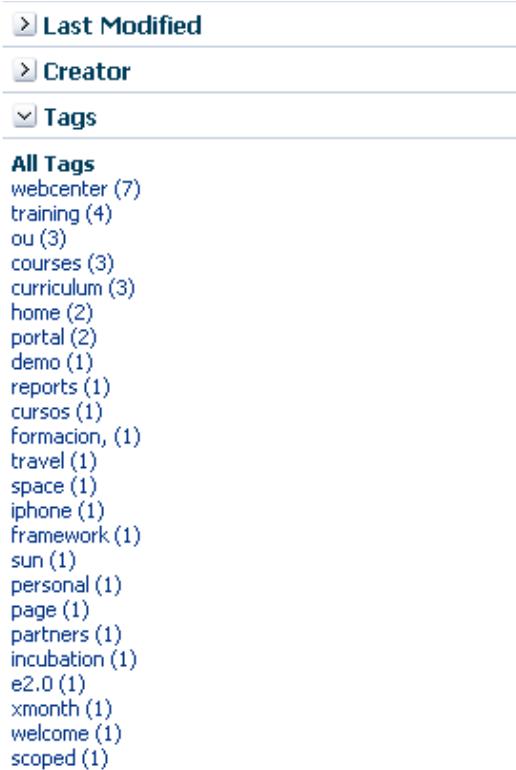 Last Modified
Creator
Tags
All Tags
webcenter (7)
training (4)
ou (3)
courses (3)
curriculum (3)
home (2)
portal (2)
demo (1)
reports (1)
cursos (1)
formacion, (1)
travel (1)
space (1)
iphone (1)
framework (1)
sun (1)
personal (1)
page (1)
partners (1)
incubation (1)
e2.0 (1)
xmonth (1)
welcome (1)
scoped (1)